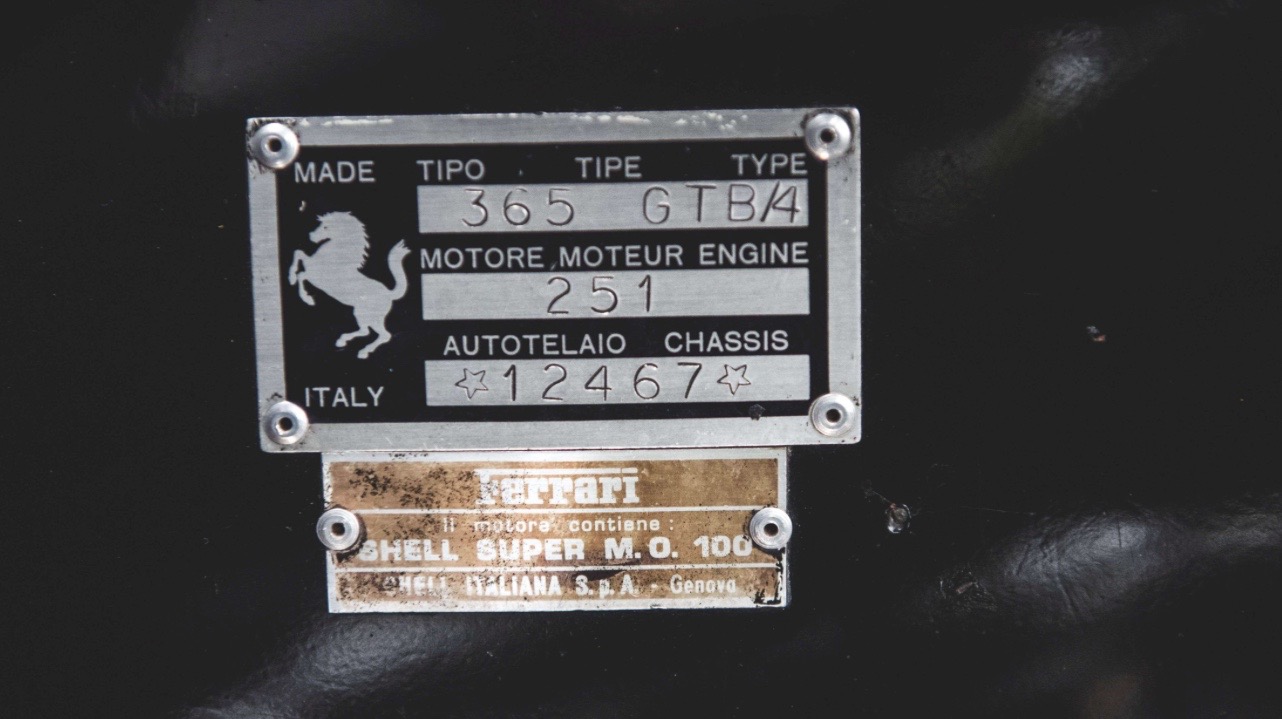 MADE TIPO TIPE TYPE
365 GTB/4
MOTORE MOTEUR ENGINE
251
AUTOTELAIO CHASSIS
☆12467☆
ITALY
Ferrari
Il motore contiene :
SHELL SUPER M. O. 100
SHELL ITALIANA S. p. A. - Genova